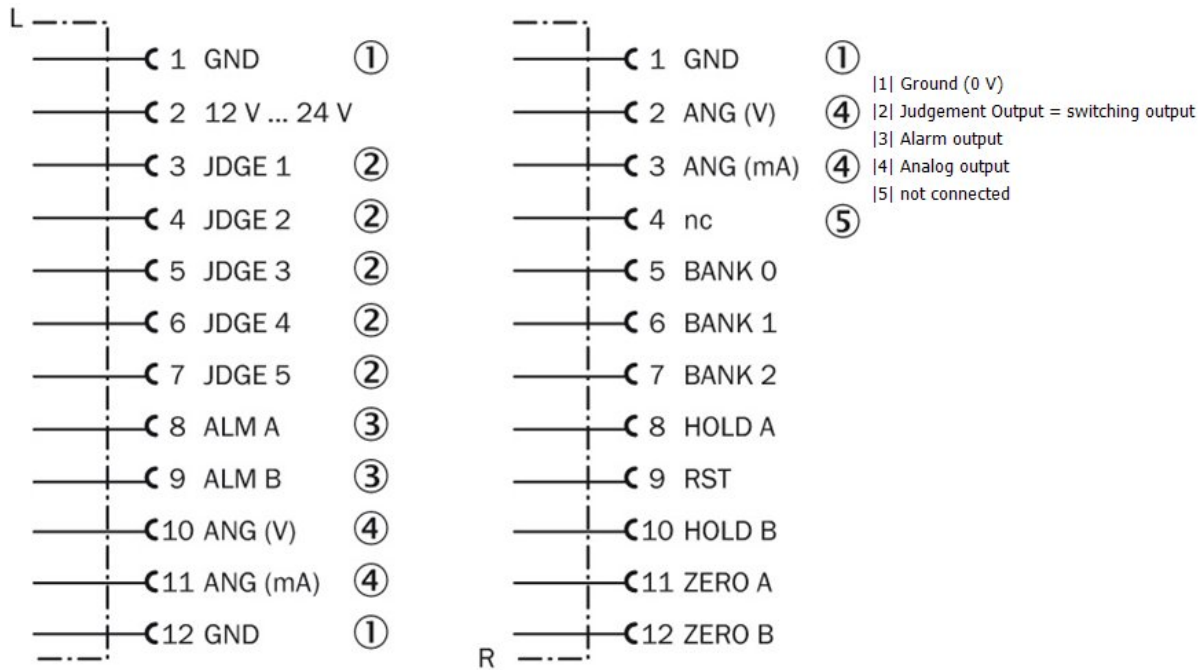 L
1 GND ①
2 12 V ... 24 V
3 JDGE 1 ②
4 JDGE 2 ②
5 JDGE 3 ②
6 JDGE 4 ②
7 JDGE 5 ②
8 ALM A ③
9 ALM B ③
10 ANG (V) ④
11 ANG (mA) ④
12 GND ①
R
1 GND ①
2 ANG (V) ④
3 ANG (mA) ④
4 nc ⑤
5 BANK 0
6 BANK 1
7 BANK 2
8 HOLD A
9 RST
10 HOLD B
11 ZERO A
12 ZERO B
|1| Ground (0 V)
|2| Judgement Output = switching output
|3| Alarm output
|4| Analog output
|5| not connected